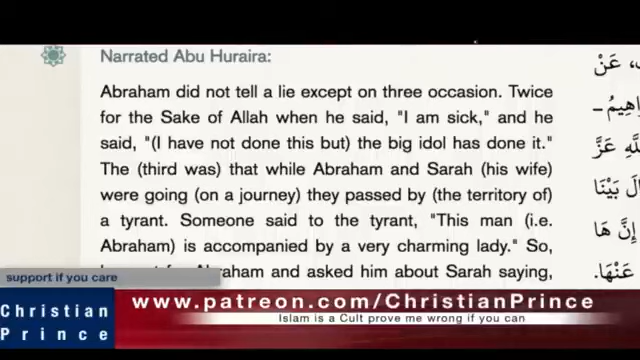 Narrated Abu Huraira:
Abraham did not tell a lie except on three occasion. Twice
for the Sake of Allah when he said, "I am sick," and he
said, "(I have not done this but) the big idol has done it."
The (third was) that while Abraham and Sarah (his wife)
were going (on a journey) they passed by (the territory of)
a tyrant. Someone said to the tyrant, "This man (i.e.
Abraham) is accompanied by a very charming lady." So,
Abraham and asked him about Sarah saying,
عَنْ
اللَّهِ عَزَّ
بَيْنَا
إِنَّ هَا
عَنْهَا.
support if you care
Christian
Prince
www.patreon.com/ChristianPrince
Islam is a Cult prove me wrong if you can